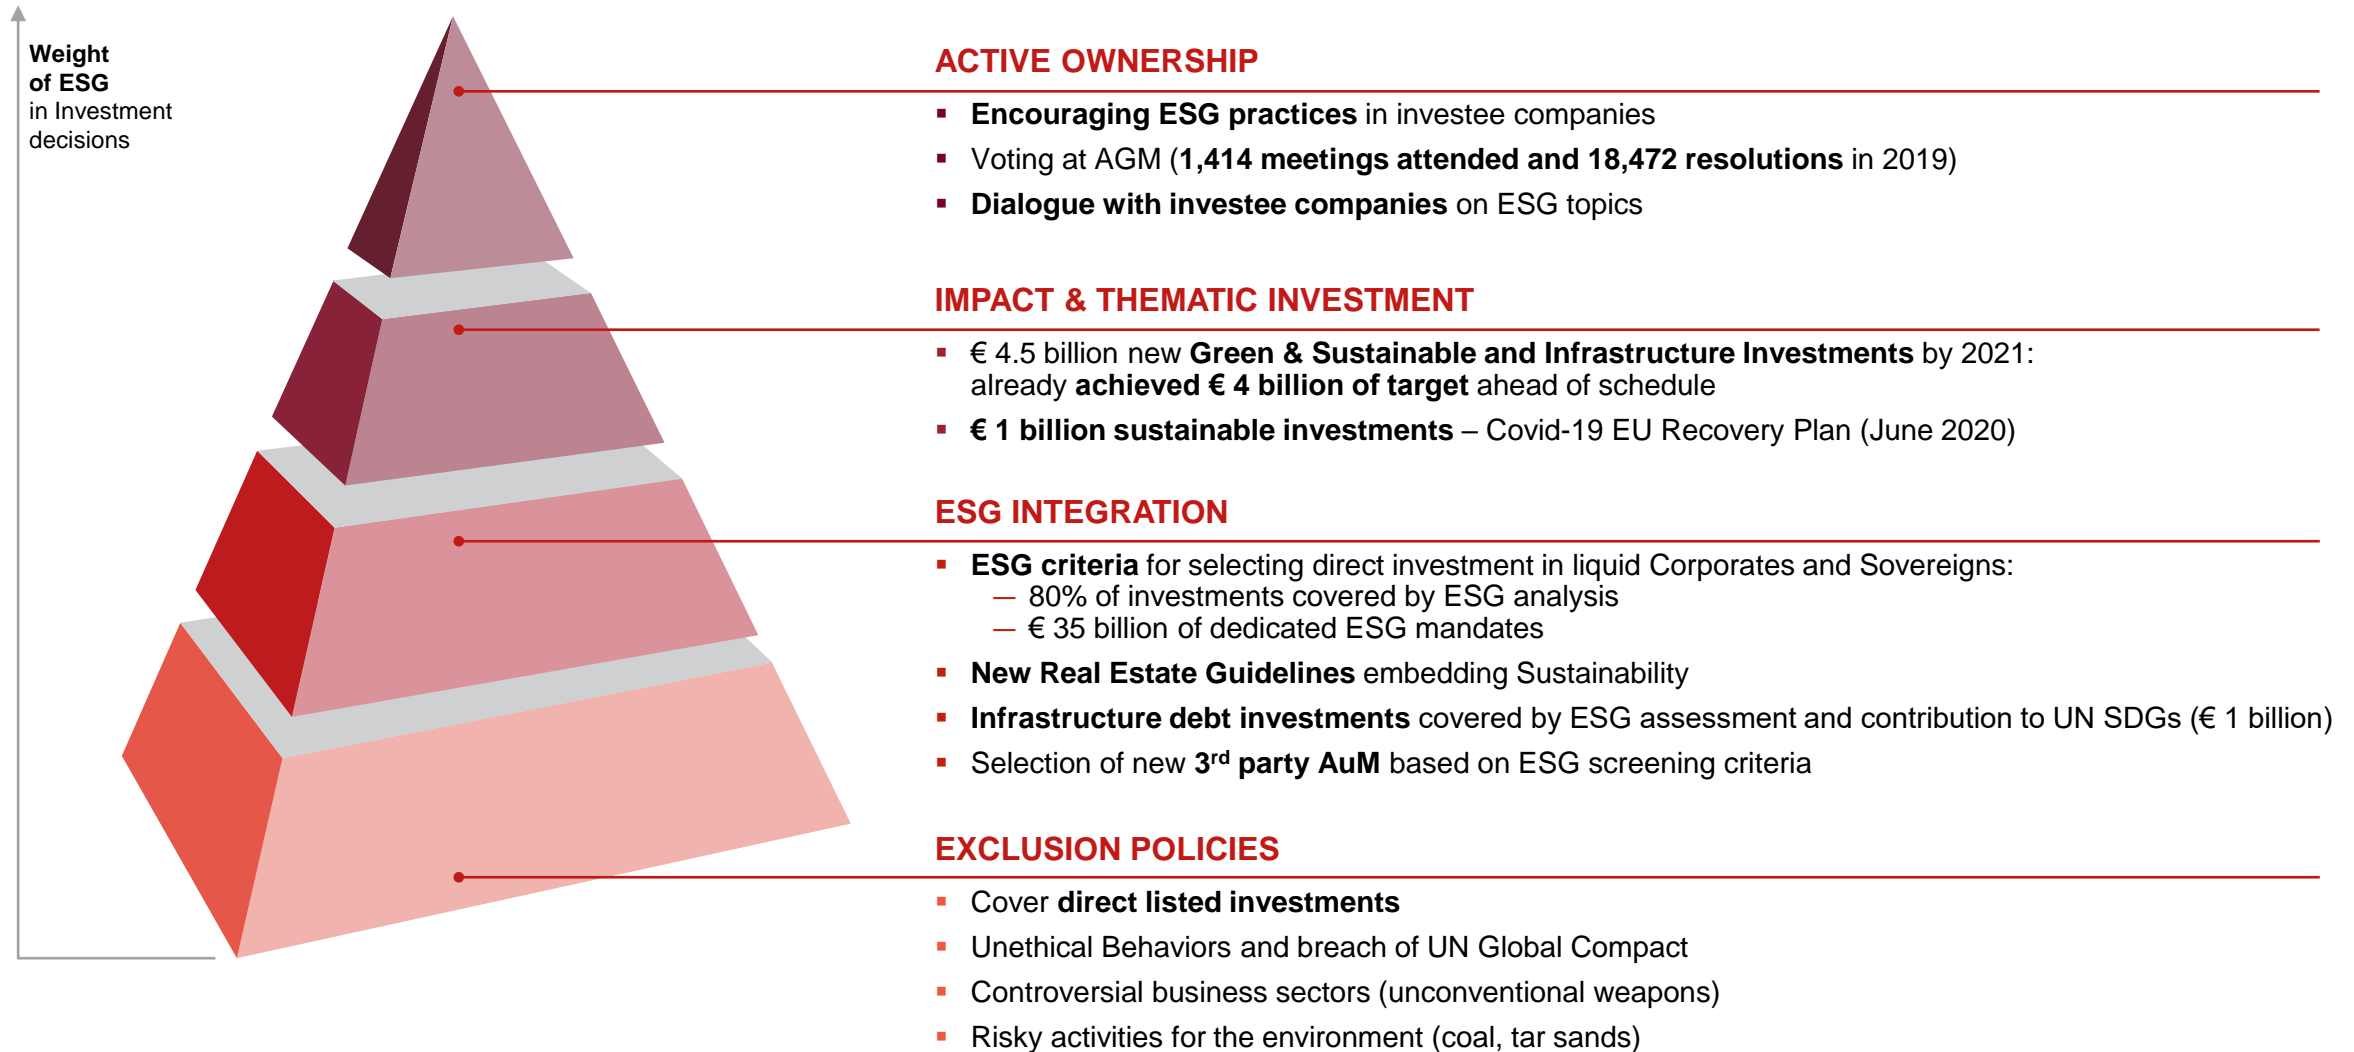 Weight
of ESG
in Investment
decisions
ACTIVE OWNERSHIP
▪ Encouraging ESG practices in investee companies
▪ Voting at AGM (1,414 meetings attended and 18,472 resolutions in 2019)
▪ Dialogue with investee companies on ESG topics
IMPACT & THEMATIC INVESTMENT
▪ € 4.5 billion new Green & Sustainable and Infrastructure Investments by 2021:
already achieved € 4 billion of target ahead of schedule
▪ € 1 billion sustainable investments – Covid-19 EU Recovery Plan (June 2020)
ESG INTEGRATION
▪ ESG criteria for selecting direct investment in liquid Corporates and Sovereigns:
— 80% of investments covered by ESG analysis
— € 35 billion of dedicated ESG mandates
▪ New Real Estate Guidelines embedding Sustainability
▪ Infrastructure debt investments covered by ESG assessment and contribution to UN SDGs (€ 1 billion)
▪ Selection of new 3rd party AuM based on ESG screening criteria
EXCLUSION POLICIES
▪ Cover direct listed investments
▪ Unethical Behaviors and breach of UN Global Compact
▪ Controversial business sectors (unconventional weapons)
▪ Risky activities for the environment (coal, tar sands)